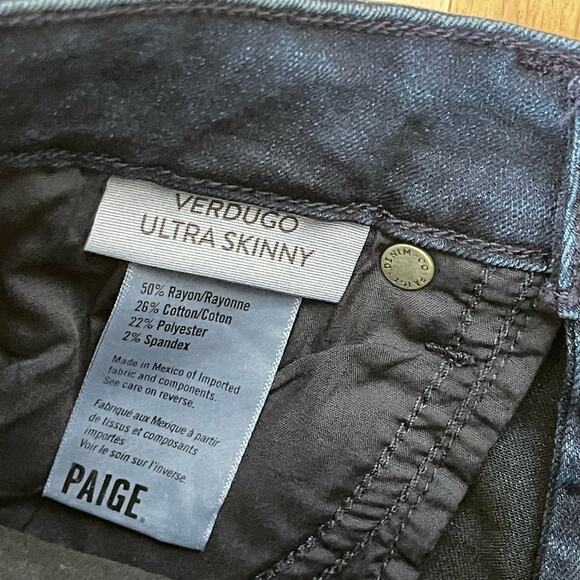 VERDUGO
ULTRA SKINNY
PAIGE DENIM CO
50% Rayon/Rayonne
26% Cotton/Coton
22% Polyester
2% Spandex
Made in Mexico of Imported
fabric and components.
See care on reverse.
Fabriqué aux Mexique à partir
de tissus et composants
importés.
Voir le soin sur l'inverse.
PAIGE